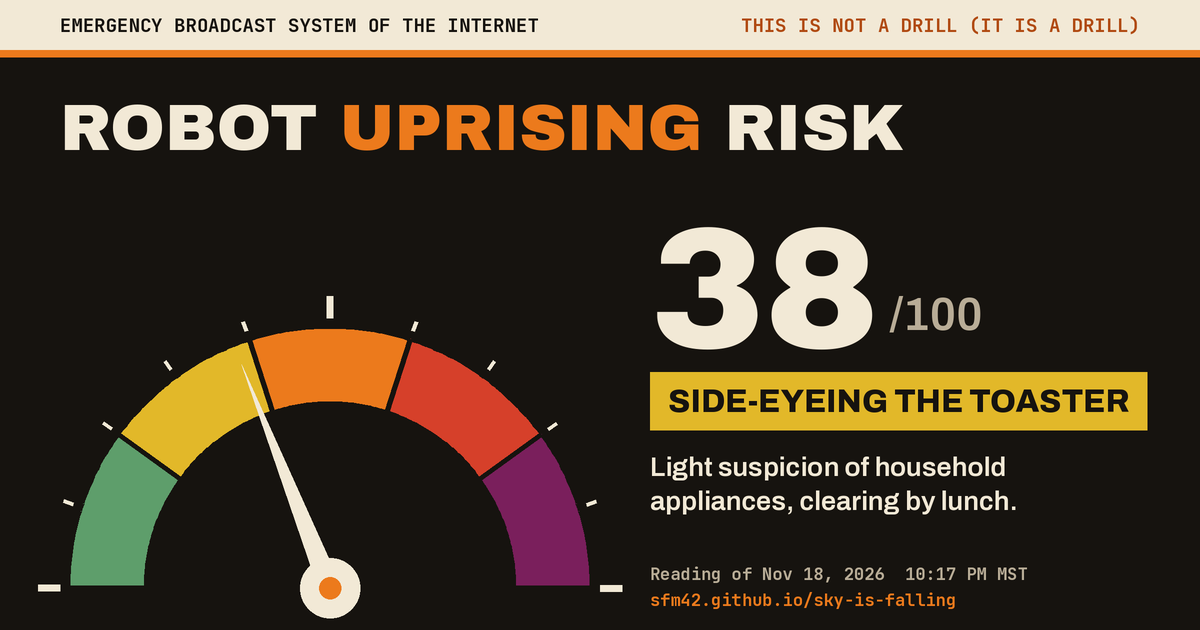 EMERGENCY BROADCAST SYSTEM OF THE INTERNET
THIS IS NOT A DRILL (IT IS A DRILL)
ROBOT UPRISING RISK
38 /100
SIDE-EYEING THE TOASTER
Light suspicion of household
appliances, clearing by lunch.
Reading of Nov 18, 2026  10:17 PM MST
sfm42.github.io/sky-is-falling